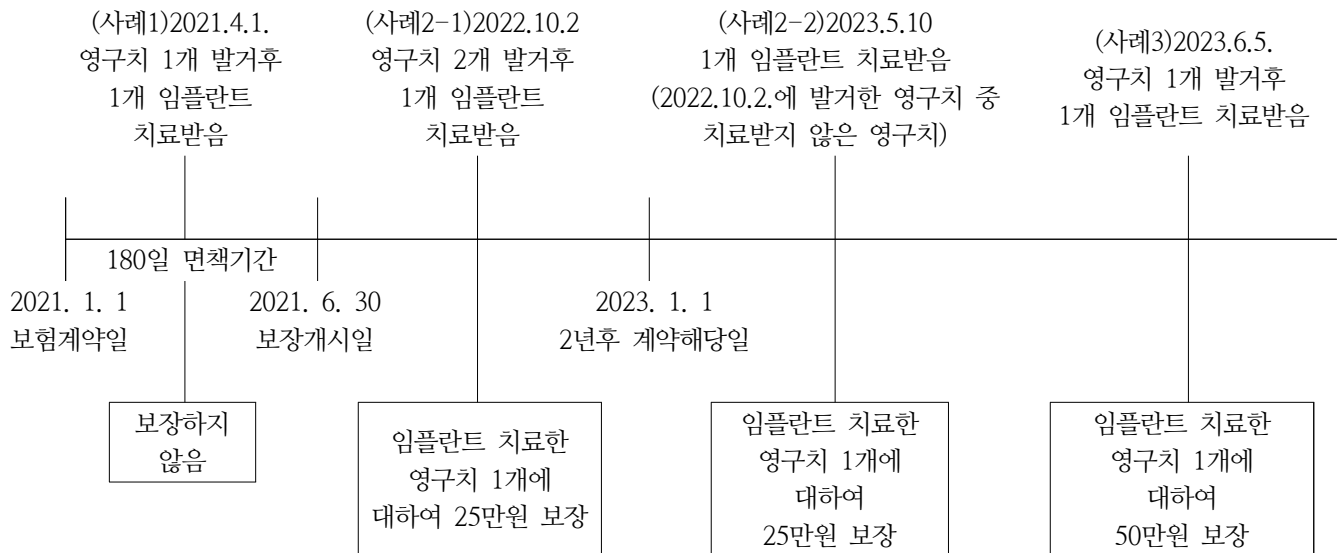 (사례1)2021.4.1.
영구치 1개 발거후
1개 임플란트
치료받음
(사례2-1)2022.10.2
영구치 2개 발거후
1개 임플란트
치료받음
(사례2-2)2023.5.10
1개 임플란트 치료받음
(2022.10.2.에 발거한 영구치 중
치료받지 않은 영구치)
(사례3)2023.6.5.
영구치 1개 발거후
1개 임플란트 치료받음
180일 면책기간
2021. 1. 1
보험계약일
2021. 6. 30
보장개시일
2023. 1. 1
2년후 계약해당일
보장하지
않음
임플란트 치료한
영구치 1개에
대하여 25만원 보장
임플란트 치료한
영구치 1개에
대하여
25만원 보장
임플란트 치료한
영구치 1개에
대하여
50만원 보장